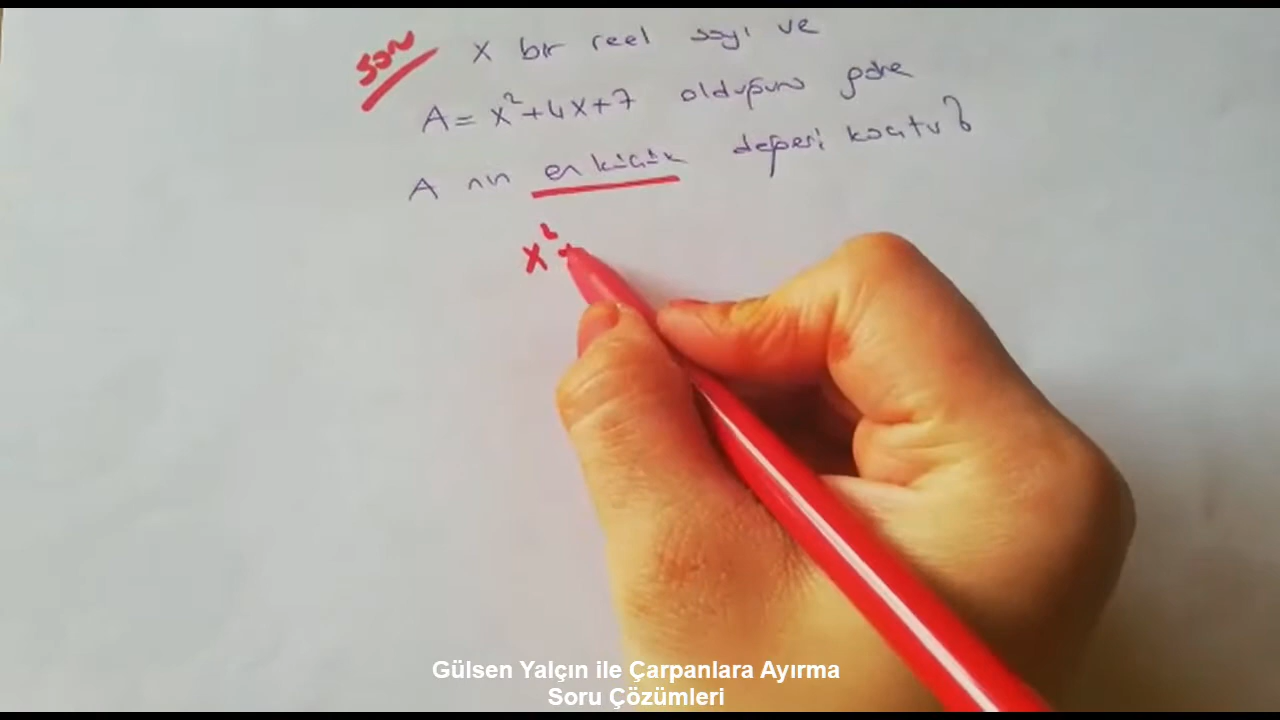 Soru x bir reel sayı ve
A = x²+4x+7 olduğuna göre
A nın en küçük değeri kaçtır?
x²+
Gülsen Yalçın ile Çarpanlara Ayırma
Soru Çözümleri